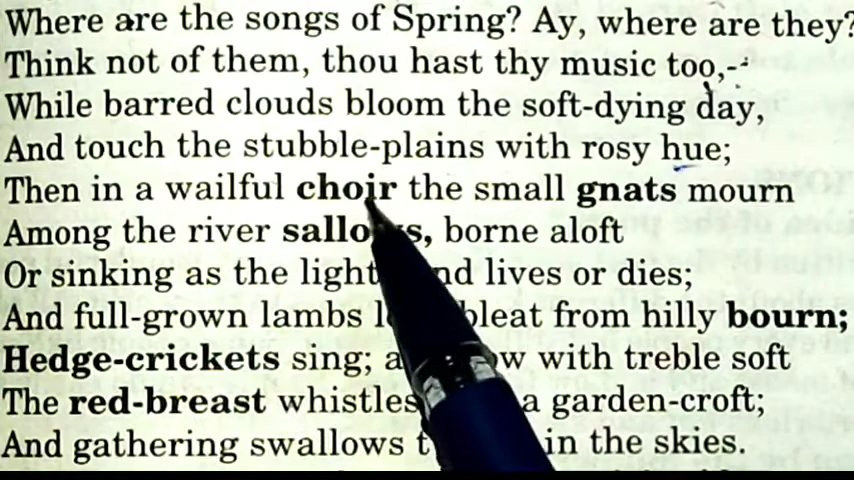 Where are the songs of Spring? Ay, where are they?
Think not of them, thou hast thy music too,-
While barred clouds bloom the soft-dying day,
And touch the stubble-plains with rosy hue;
Then in a wailful choir the small gnats mourn
Among the river sallows, borne aloft
Or sinking as the light lives or dies;
And full-grown lambs bleat from hilly bourn;
Hedge-crickets sing; with treble soft
The red-breast whistles a garden-croft;
And gathering swallows in the skies.